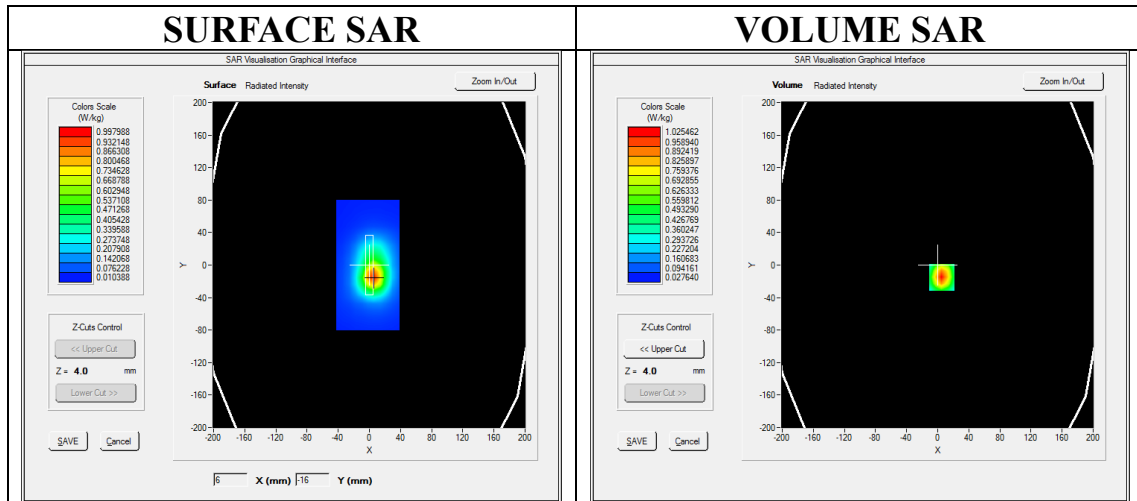 SURFACE SAR
VOLUME SAR
SAR Visualisation Graphical Interface
Surface Radiated Intensity
Zoom In/Out
Colors Scale
(W/kg)
0.997988
0.932148
0.866308
0.800468
0.734628
0.668788
0.602948
0.537108
0.471268
0.405428
0.339588
0.273748
0.207908
0.142068
0.076228
0.010388
Z-Cuts Control
<< Upper Cut
Z = 4.0 mm
Lower Cut >>
SAVE Cancel
200
160
120
80
40
0
-40
-80
-120
-160
-200
Y
-200 -160 -120 -80 -40 0 40 80 120 160 200
X
6 X (mm) -16 Y (mm)
SAR Visualisation Graphical Interface
Volume Radiated Intensity
Zoom In/Out
Colors Scale
(W/kg)
1.025462
0.958940
0.892419
0.825897
0.759376
0.692855
0.626333
0.559812
0.493290
0.426769
0.360247
0.293726
0.227204
0.160683
0.094161
0.027640
Z-Cuts Control
<< Upper Cut
Z = 4.0 mm
Lower Cut >>
SAVE Cancel
200
160
120
80
40
0
-40
-80
-120
-160
-200
Y
-200 -160 -120 -80 -40 0 40 80 120 160 200
X